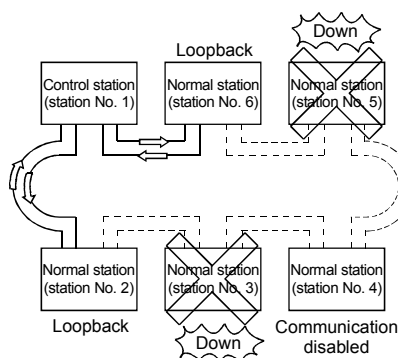 Down
Loopback
Control station
(station No. 1)
Normal station
(station No. 6)
Normal station
(station No. 5)
Normal station
(station No. 2)
Normal station
(station No. 3)
Normal station
(station No. 4)
Loopback
Down
Communication
disabled